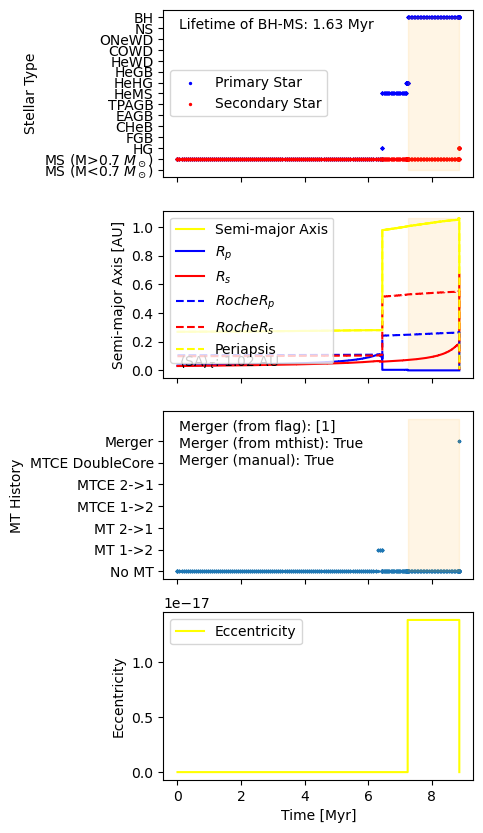 Stellar Type
BH
NS
ONeWD
COWD
HeWD
HeGB
HeHG
HeMS
TPAGB
EAGB
CHeB
FGB
HG
MS (M>0.7 M⊙)
MS (M<0.7 M⊙)
Lifetime of BH-MS: 1.63 Myr
Primary Star
Secondary Star
Semi-major Axis [AU]
1.0
0.8
0.6
0.4
0.2
0.0
Semi-major Axis
Rp
Rs
RocheRp
RocheRs
Periapsis
MT History
Merger
MTCE DoubleCore
MTCE 2->1
MTCE 1->2
MT 2->1
MT 1->2
No MT
Merger (from flag): [1]
Merger (from mthist): True
Merger (manual): True
1e−17
Eccentricity
1.0
0.5
0.0
Eccentricity
0 2 4 6 8
Time [Myr]